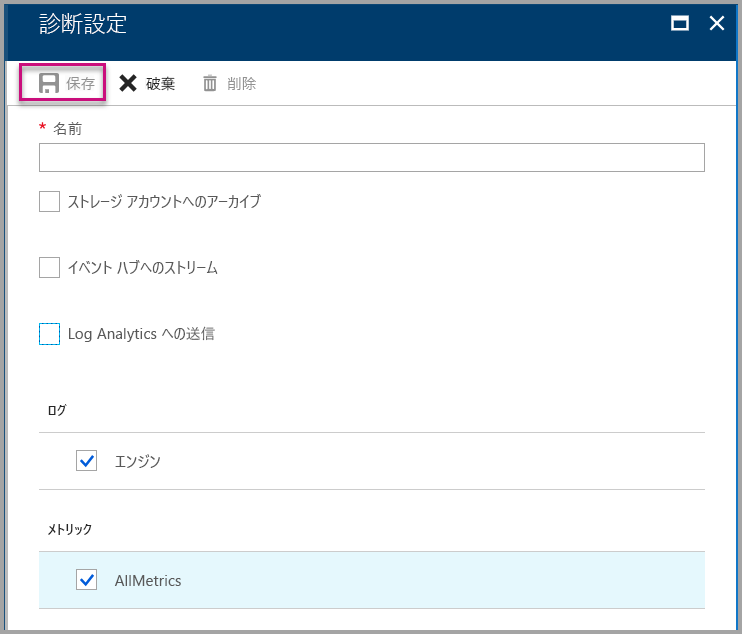 診断設定
保存 破棄 削除
* 名前
ストレージ アカウントへのアーカイブ
イベント ハブへのストリーム
Log Analytics への送信
ログ
エンジン
メトリック
AllMetrics